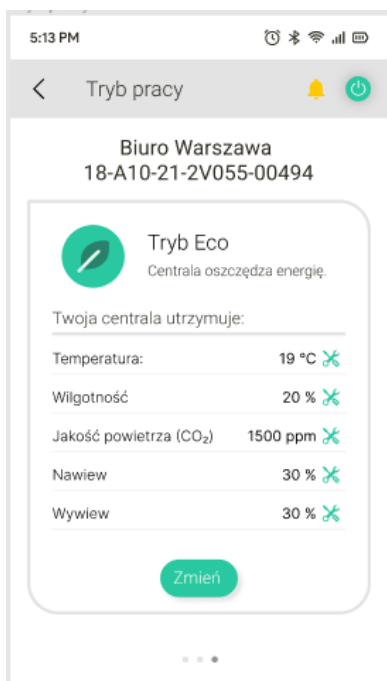 5:13 PM
Tryb pracy
Biuro Warszawa
18-A10-21-2V055-00494
Tryb Eco
Centrala oszczędza energię.
Twoja centrala utrzymuje:
Temperatura: 19 °C
Wilgotność 20 %
Jakość powietrza (CO₂) 1500 ppm
Nawiew 30 %
Wywiew 30 %
Zmień